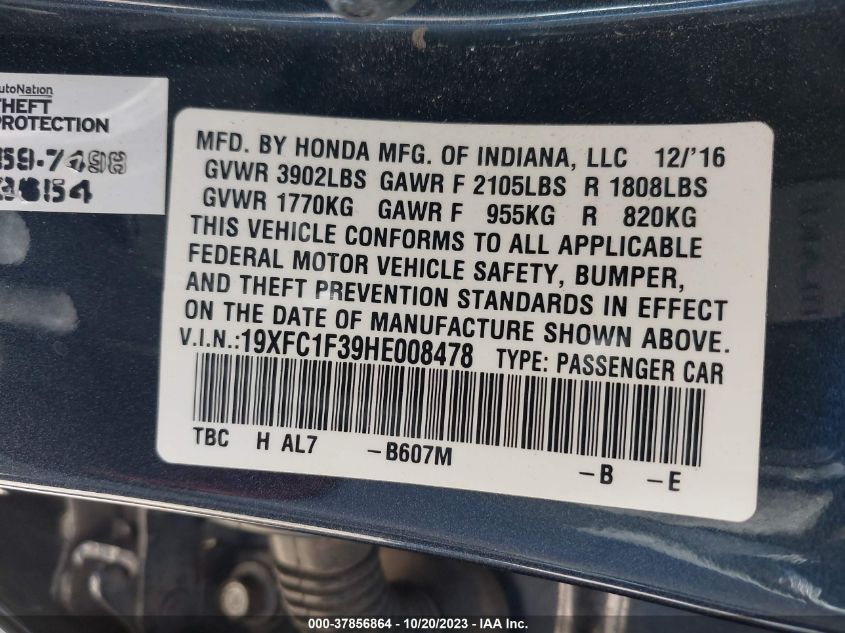 AutoNation
THEFT
PROTECTION
59-7498
MFD. BY HONDA MFG. OF INDIANA, LLC 12/'16
GVWR 3902LBS GAWR F 2105LBS R 1808LBS
GVWR 1770KG GAWR F 955KG R 820KG
THIS VEHICLE CONFORMS TO ALL APPLICABLE
FEDERAL MOTOR VEHICLE SAFETY, BUMPER,
AND THEFT PREVENTION STANDARDS IN EFFECT
ON THE DATE OF MANUFACTURE SHOWN ABOVE.
V.I.N.:19XFC1F39HE008478 TYPE: PASSENGER CAR
TBC H AL7 -B607M
-B -E
000-37856864 / 10/20/2023 - IAA Inc.